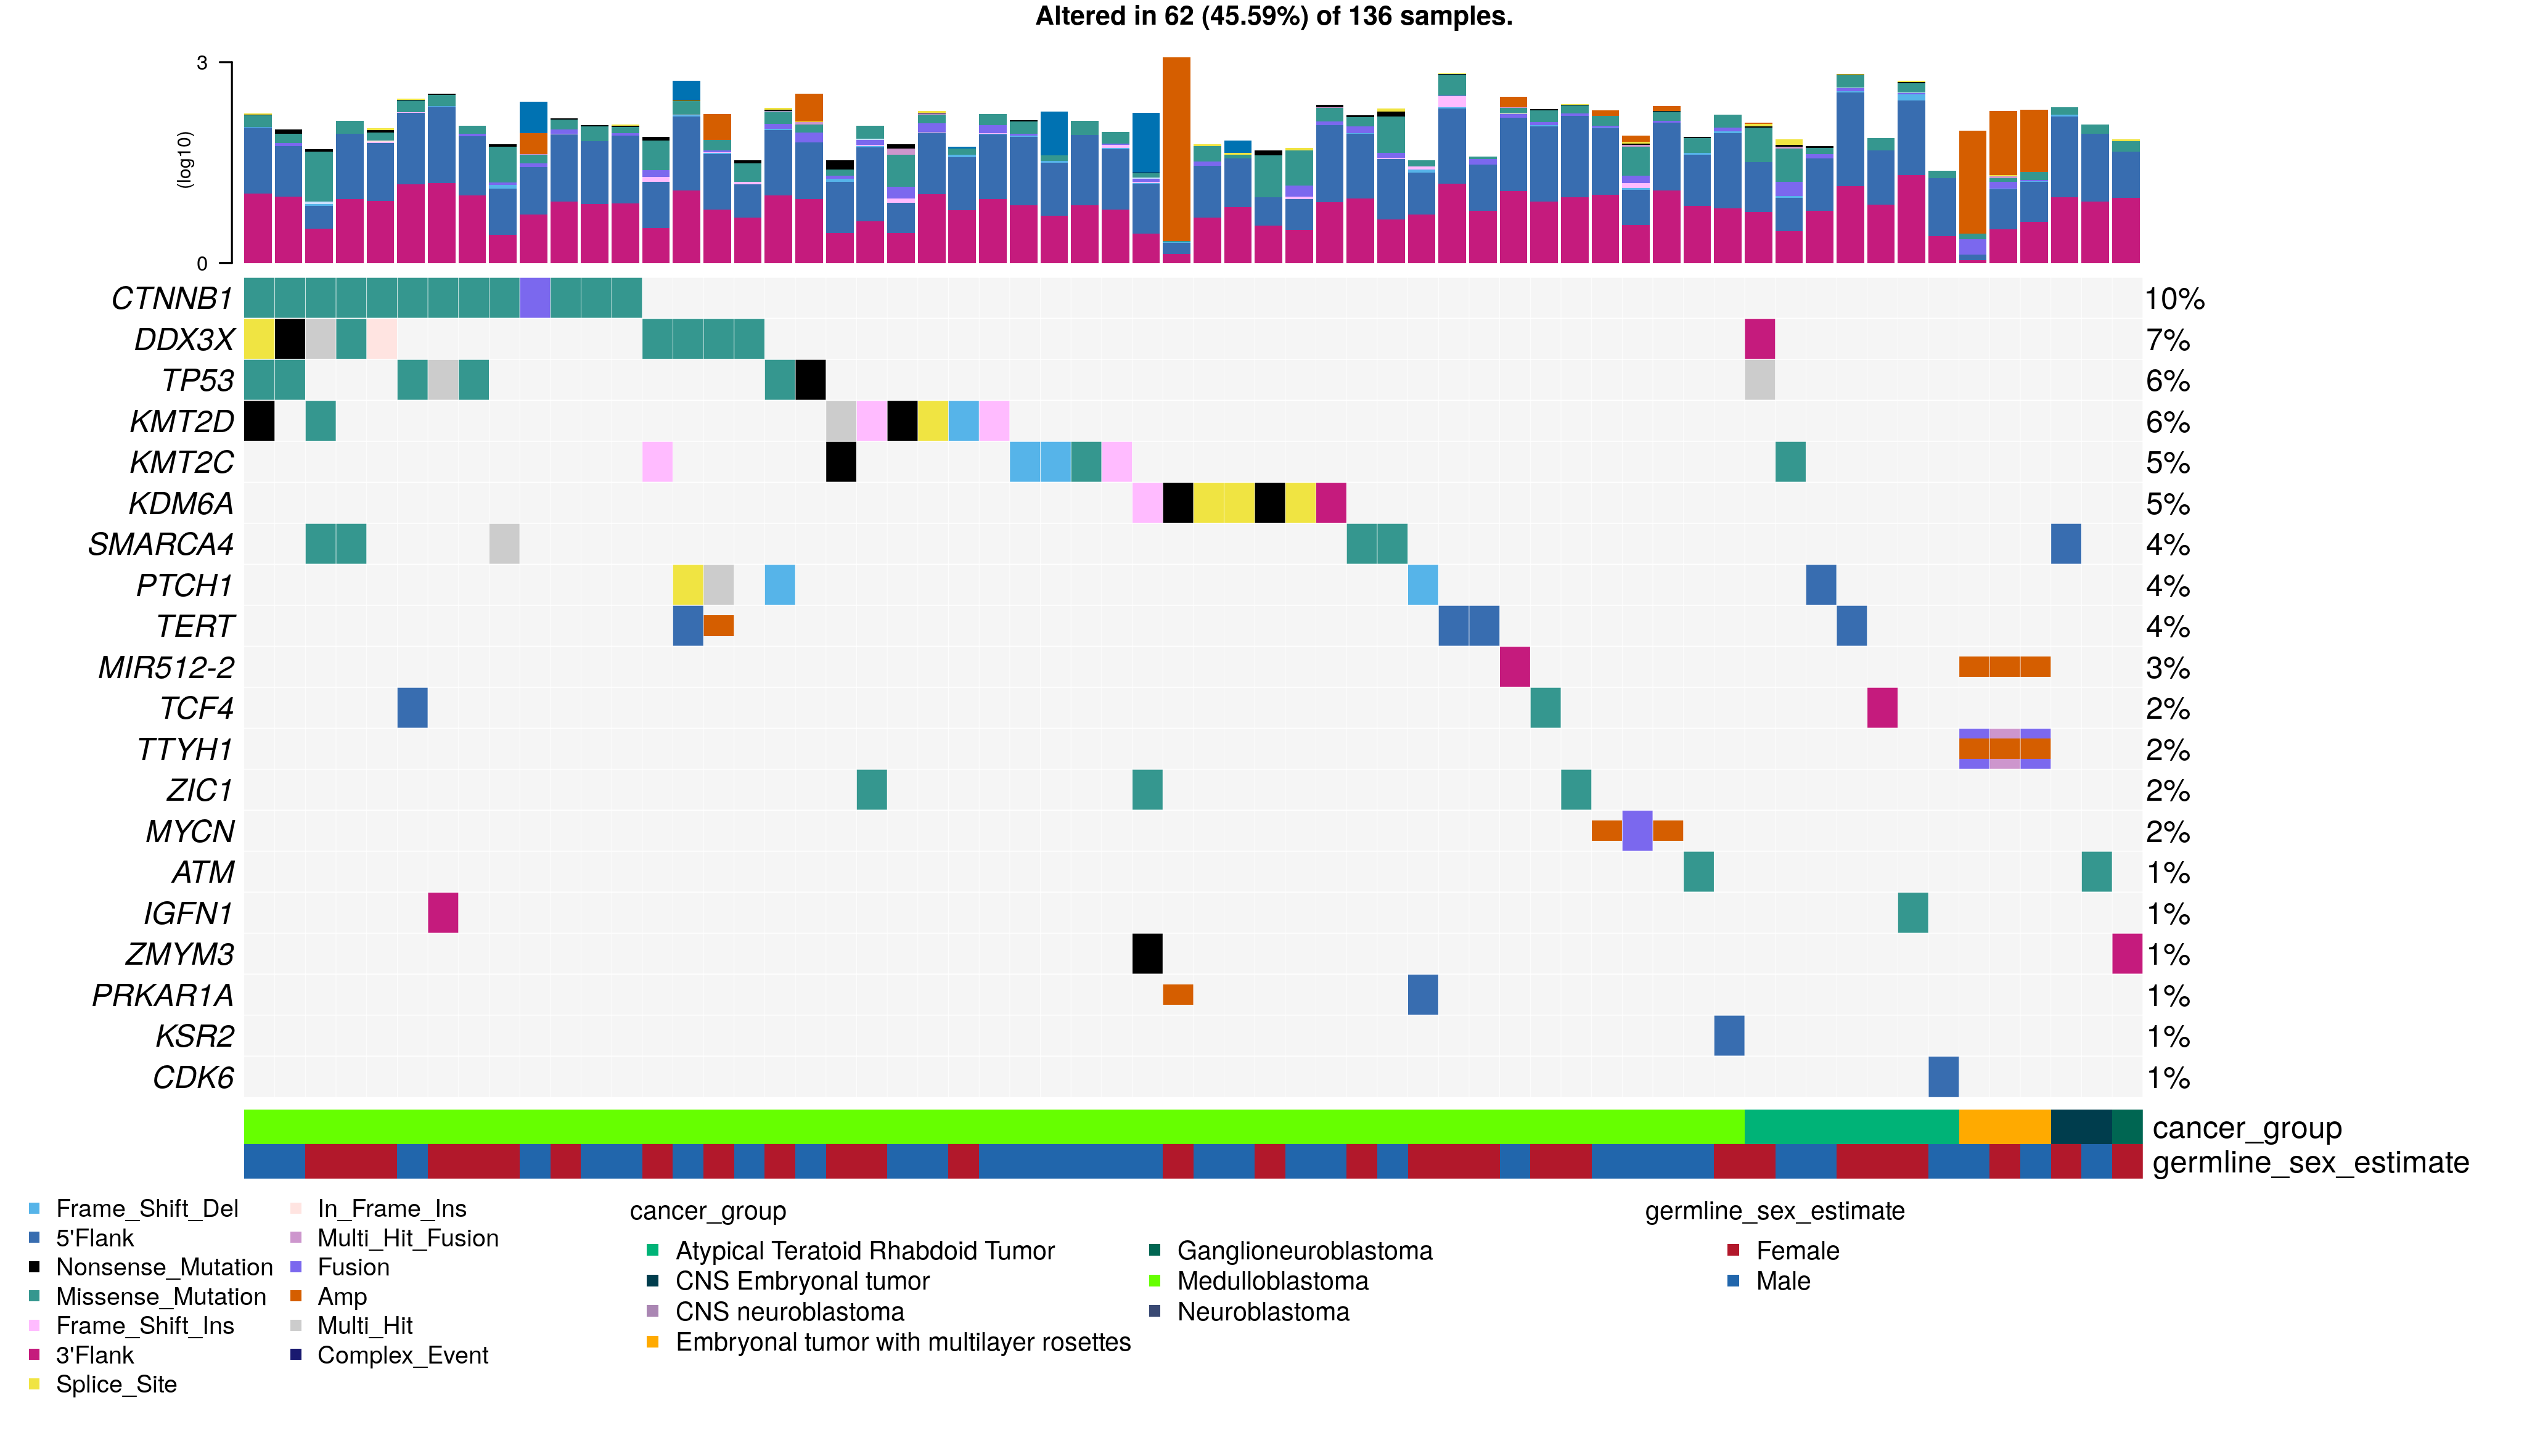 Altered in 62 (45.59%) of 136 samples.
3
(log10)
0
CTNNB1 10%
DDX3X 7%
TP53 6%
KMT2D 6%
KMT2C 5%
KDM6A 5%
SMARCA4 4%
PTCH1 4%
TERT 4%
MIR512-2 3%
TCF4 2%
TTYH1 2%
ZIC1 2%
MYCN 2%
ATM 1%
IGFN1 1%
ZMYM3 1%
PRKAR1A 1%
KSR2 1%
CDK6 1%
cancer_group
germline_sex_estimate
Frame_Shift_Del
5'Flank
Nonsense_Mutation
Missense_Mutation
Frame_Shift_Ins
3'Flank
Splice_Site
In_Frame_Ins
Multi_Hit_Fusion
Fusion
Amp
Multi_Hit
Complex_Event
cancer_group
Atypical Teratoid Rhabdoid Tumor
CNS Embryonal tumor
CNS neuroblastoma
Embryonal tumor with multilayer rosettes
Ganglioneuroblastoma
Medulloblastoma
Neuroblastoma
germline_sex_estimate
Female
Male